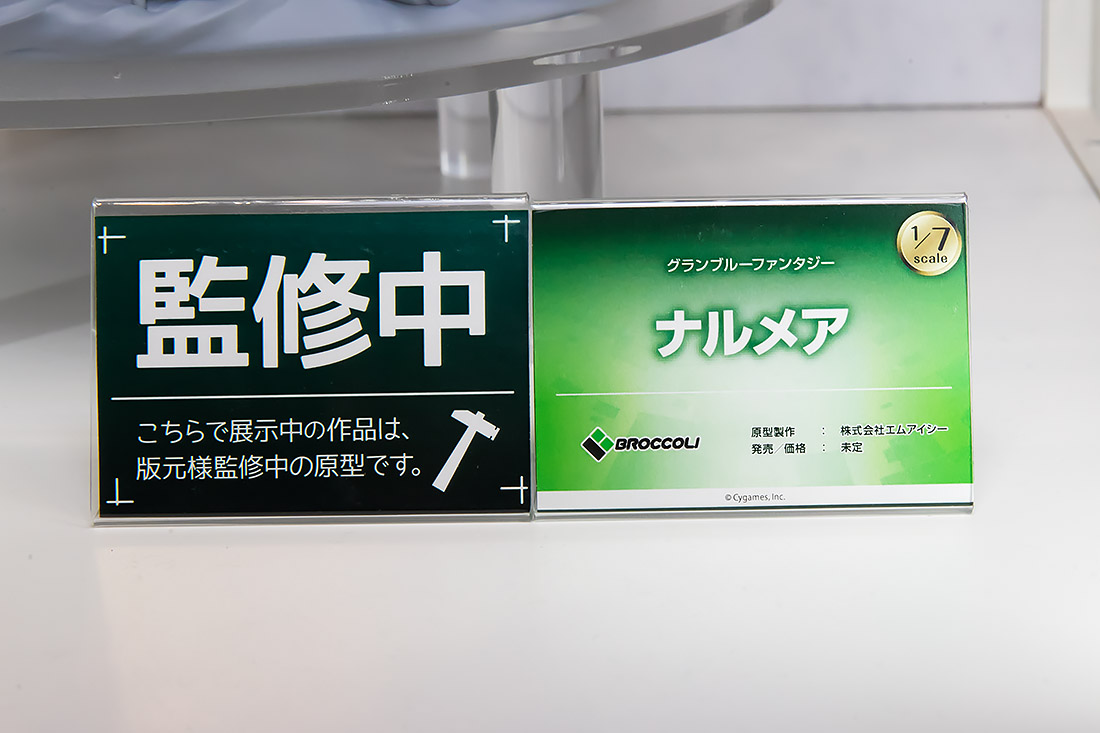 監修中
こちらで展示中の作品は、
版元様監修中の原型です。
1/7
scale
グランブルーファンタジー
ナルメア
BROCCOLI
原型製作 : 株式会社エムアイシー
発売/価格 : 未定
© Cygames, Inc.